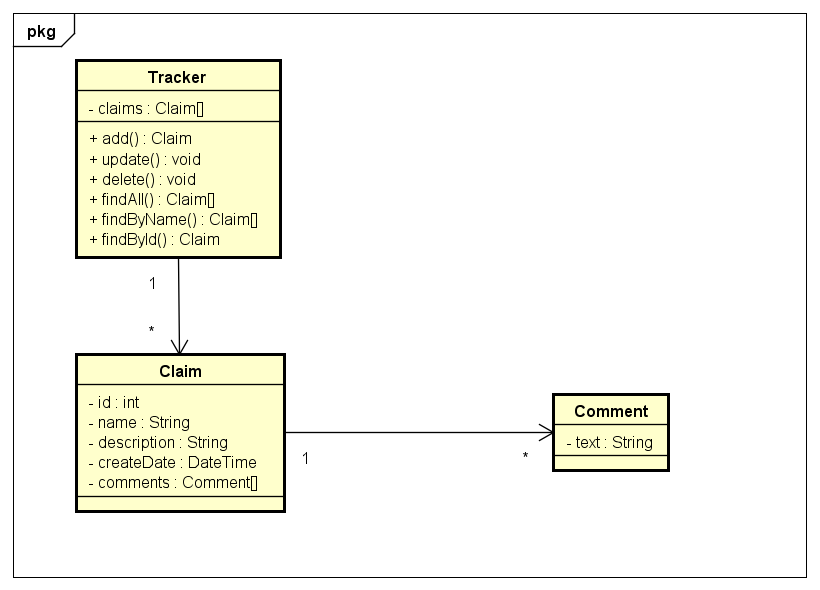 pkg
Tracker
- claims : Claim[]
+ add() : Claim
+ update() : void
+ delete() : void
+ findAll() : Claim[]
+ findByName() : Claim[]
+ findById() : Claim
1
*
Claim
- id : int
- name : String
- description : String
- createDate : DateTime
- comments : Comment[]
1
*
Comment
- text : String